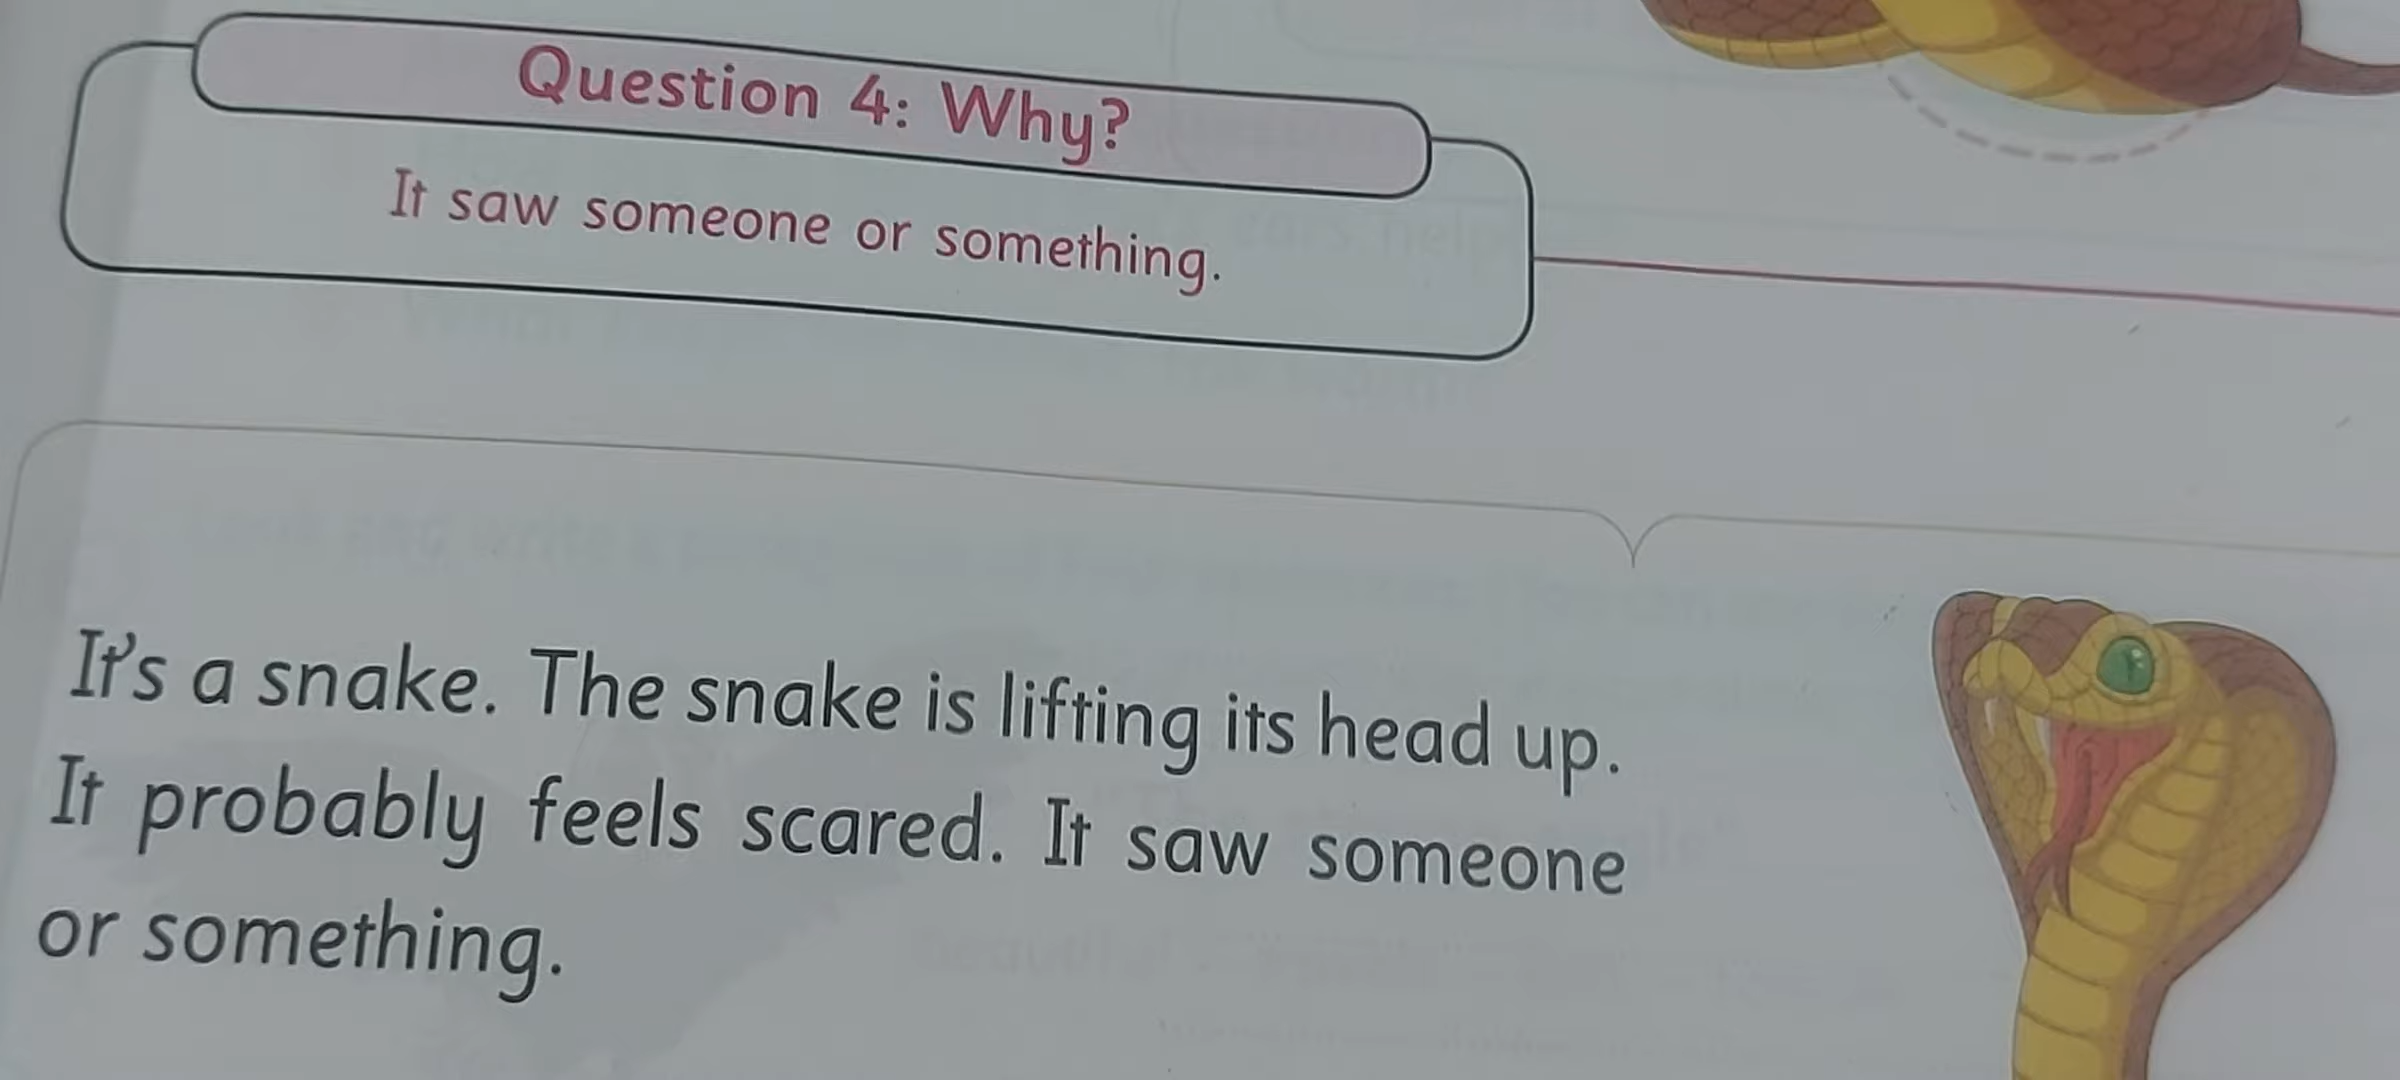 Question 4: Why?
It saw someone or something.
It's a snake. The snake is lifting its head up.
It probably feels scared. It saw someone
or something.